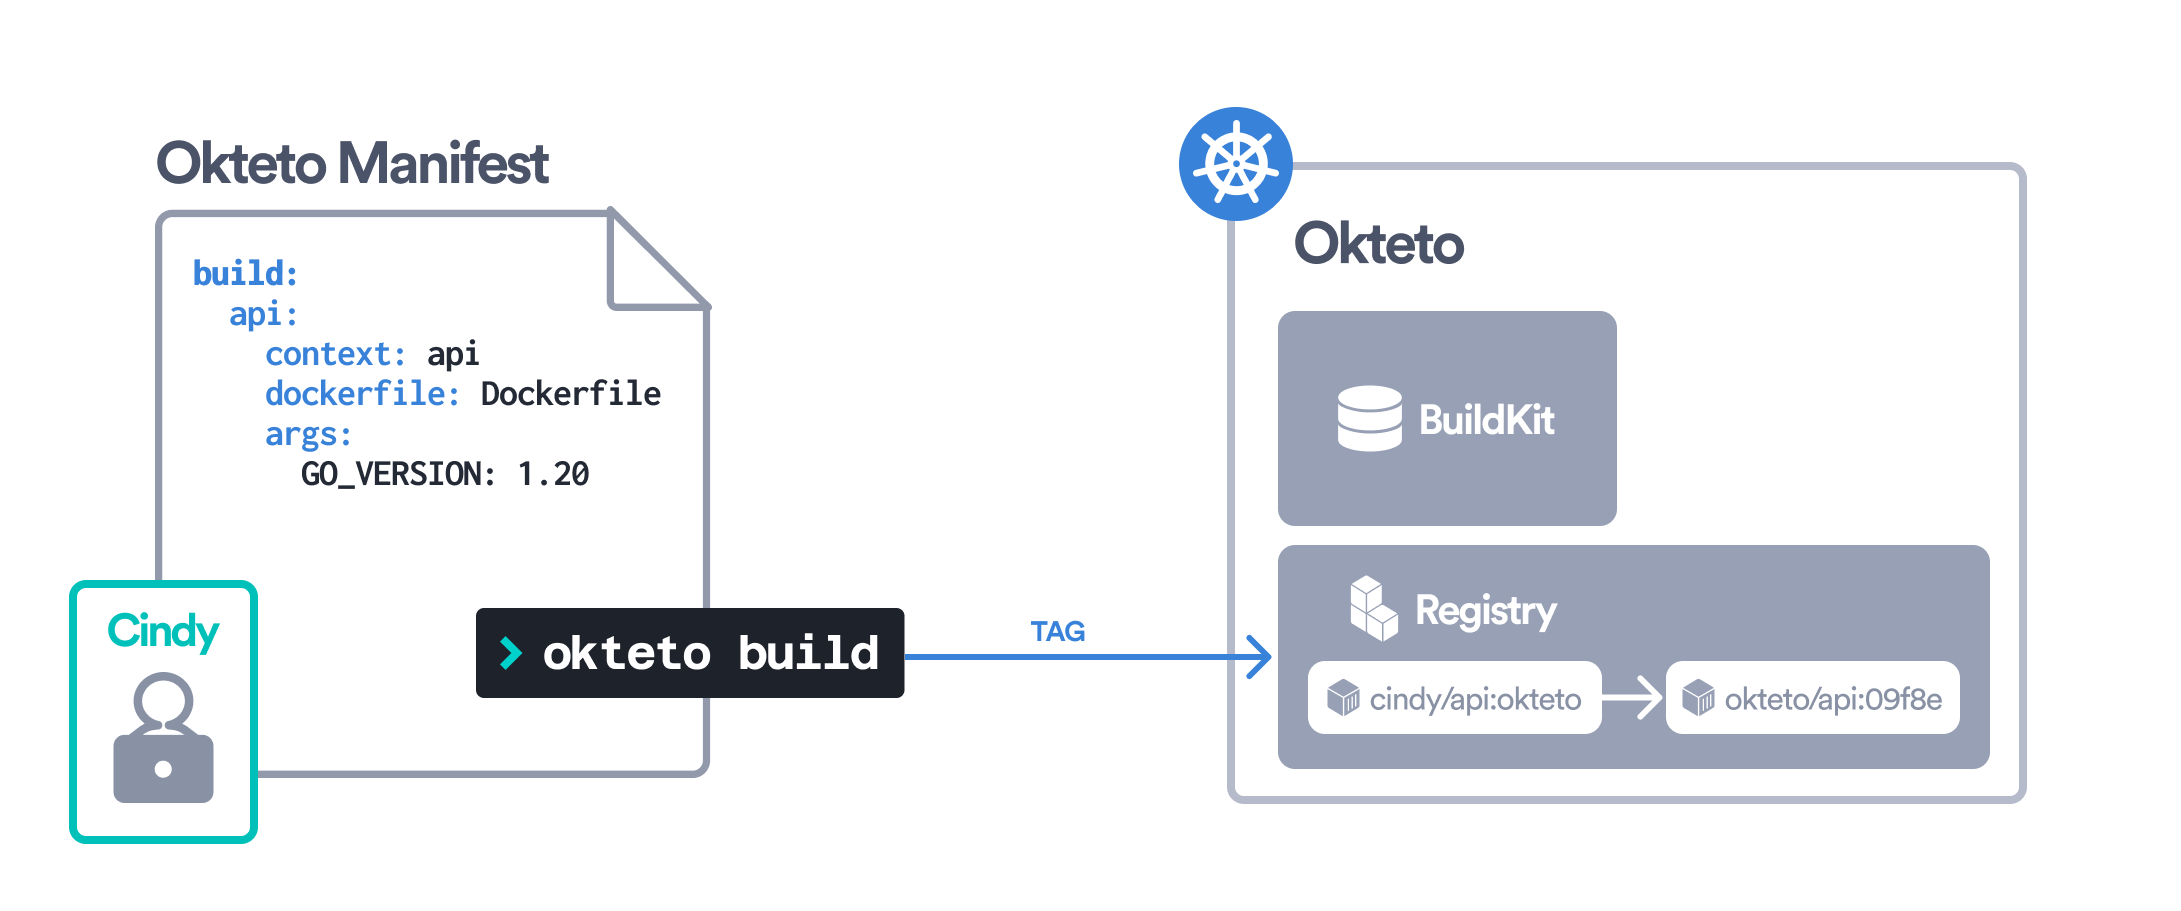 Okteto Manifest
build:
  api:
    context: api
    dockerfile: Dockerfile
    args:
      GO_VERSION: 1.20
Cindy
> okteto build
TAG
Okteto
BuildKit
Registry
cindy/api:okteto
okteto/api:09f8e